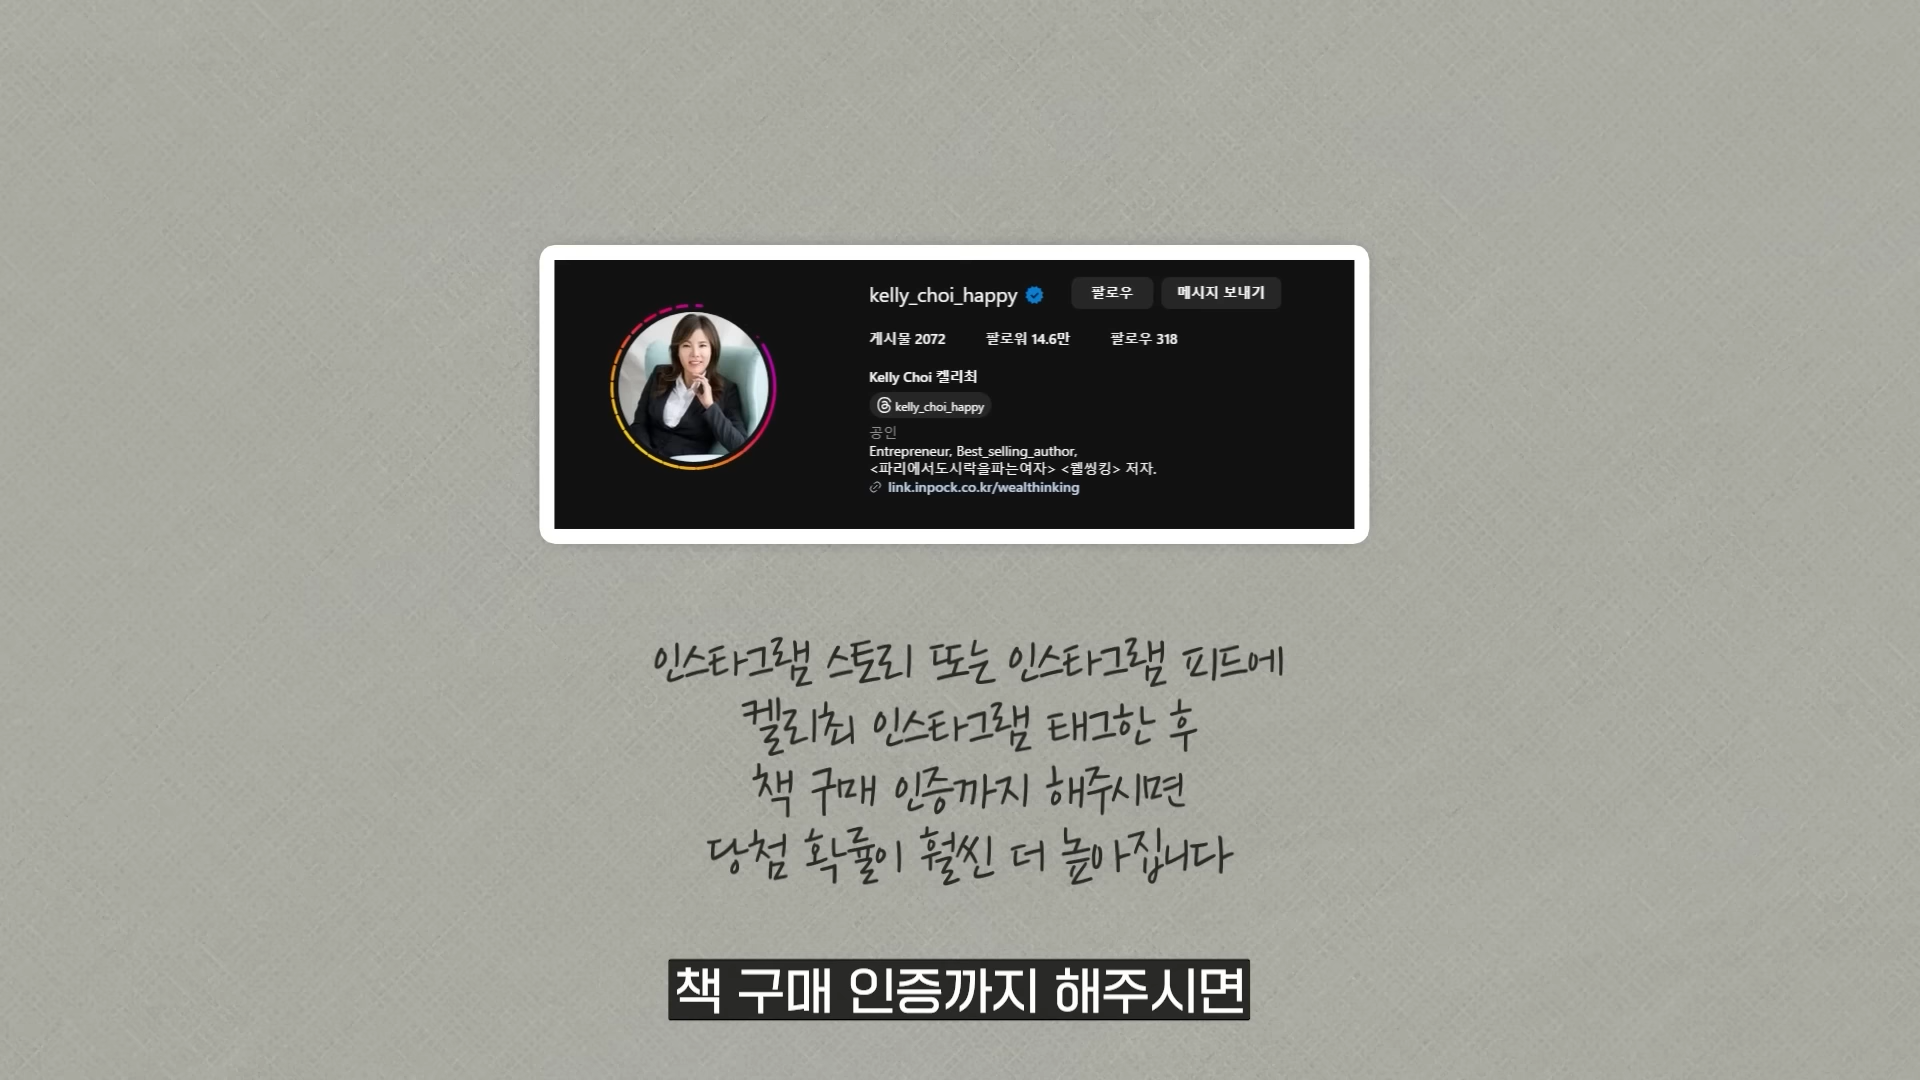 kelly_choi_happy 팔로우 메시지 보내기
게시물 2072 팔로워 14.6만 팔로우 318
Kelly Choi 켈리최
kelly_choi_happy
공인
Entrepreneur, Best_selling_author,
<파리에서도시락을파는여자> <웰씽킹> 저자.
link.inpock.co.kr/wealthinking
인스타그램 스토리 또는 인스타그램 피드에
켈리최 인스타그램 태그한 후
책 구매 인증까지 해주시면
당첨 확률이 훨씬 더 높아집니다
책 구매 인증까지 해주시면